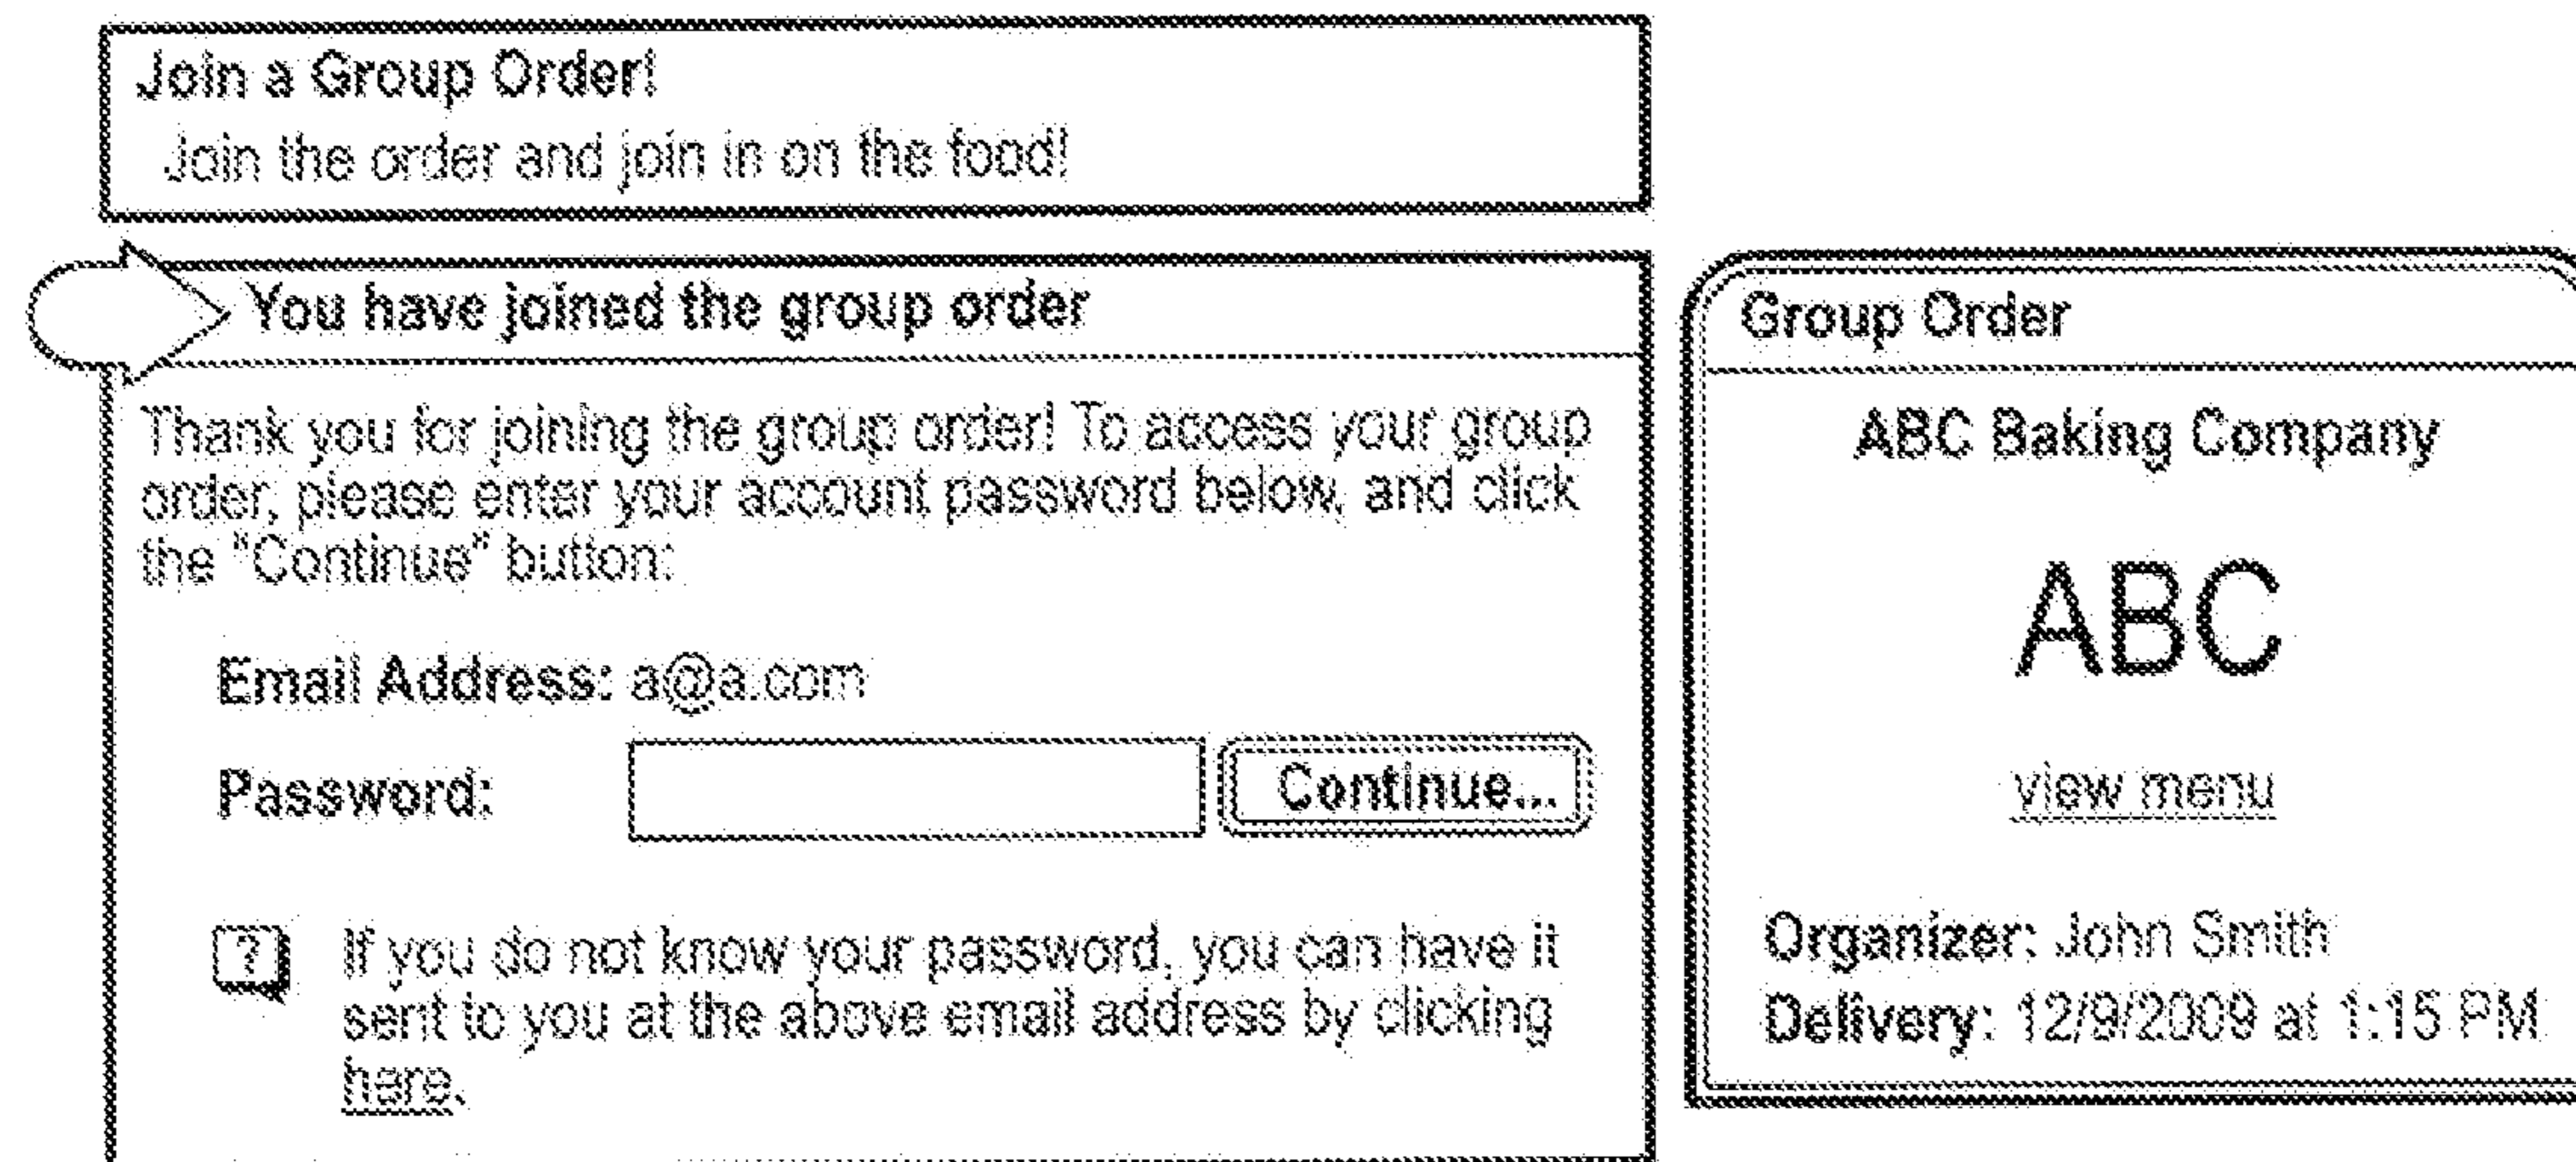 Join a Group Order!
Join the order and join in on the food!
You have joined the group order
Thank you for joining the group order! To access your group
order, please enter your account password below, and click
the "Continue" button:
Email Address: a@a.com
Password:
Continue...
?
If you do not know your password, you can have it
sent to you at the above email address by clicking
here.
Group Order
ABC Baking Company
ABC
view menu
Organizer: John Smith
Delivery: 12/9/2009 at 1:15 PM